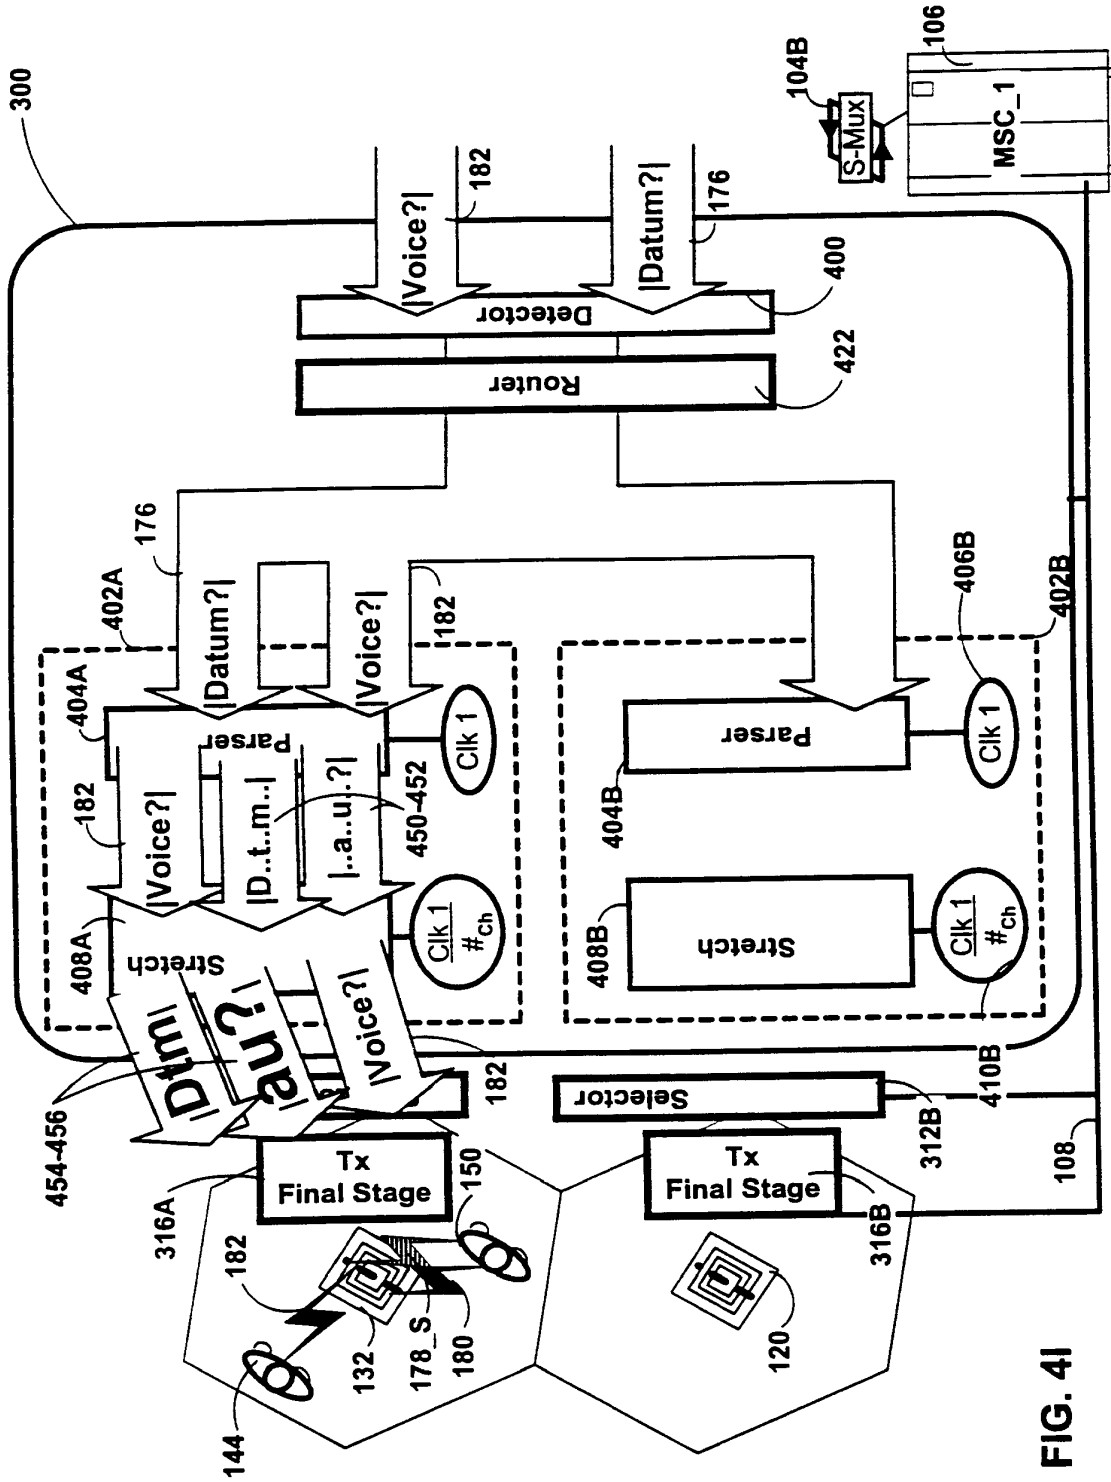 300
104B
S-Mux
106
MSC_1
|Voice?|
182
|Datum?|
176
Detector
400
Router
422
176
402A
|Datum?|
|Voice?|
182
404A
Parser
Clk 1
182
|Voice?|
|D..t..m..|
|..a..u..?|
450-452
408A
Stretch
Clk 1
#Ch
|Dtm|
|au?|
|Voice?|
454-456
182
402B
406B
Clk 1
Parser
404B
Stretch
408B
Clk 1
#Ch
410B
Selector
312B
108
Tx
Final Stage
316A
Tx
Final Stage
316B
150
182
132
178_S
180
144
120
FIG. 4I